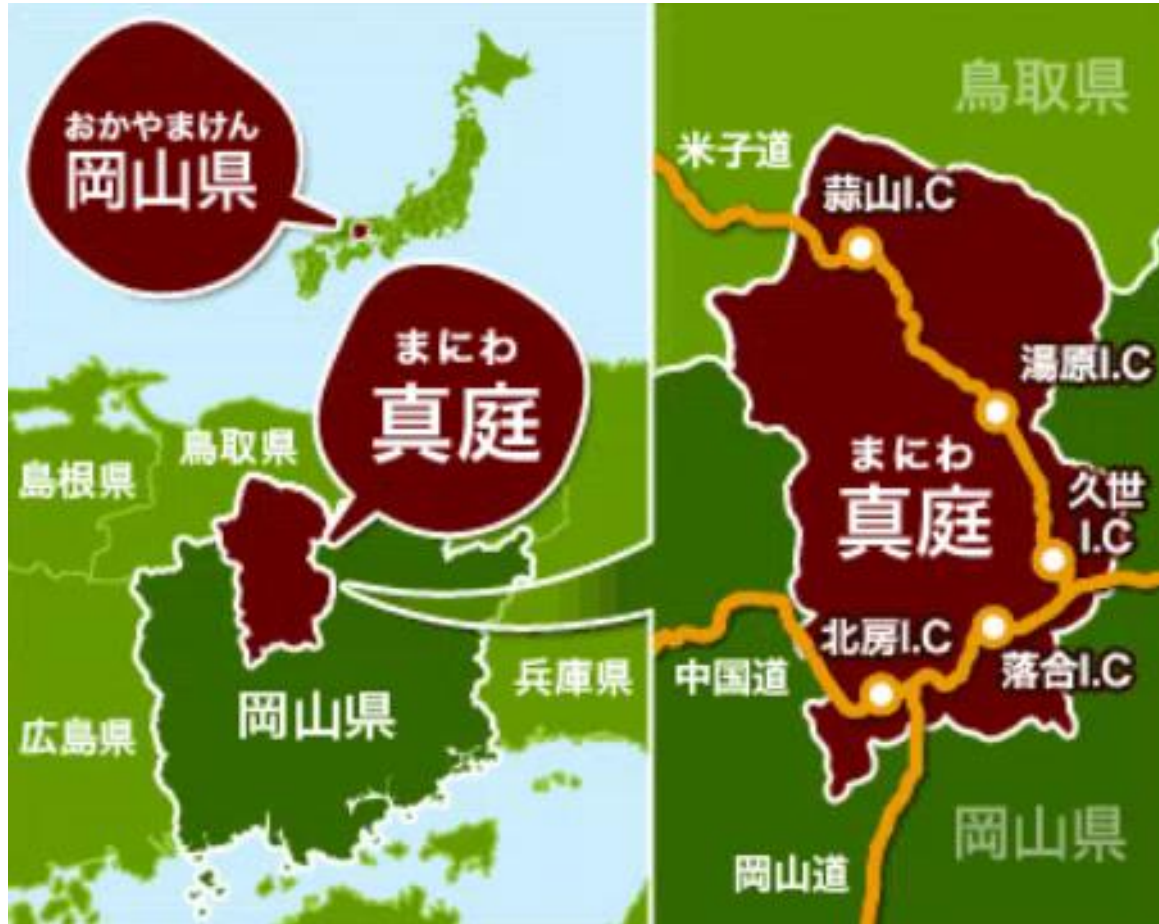 おかやまけん
岡山県
まにわ
真庭
鳥取県
島根県
岡山県
兵庫県
広島県
鳥取県
米子道
蒜山I.C
湯原I.C
まにわ
真庭
久世
I.C
北房I.C
中国道
落合I.C
岡山県
岡山道